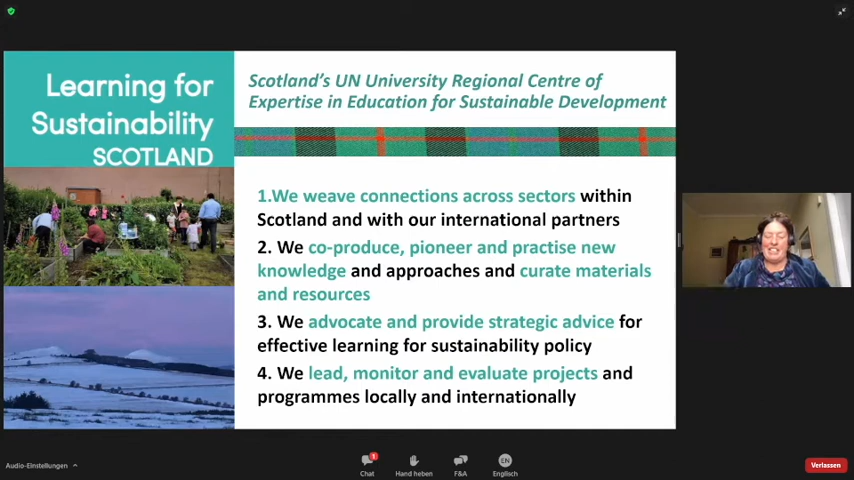 Learning for
Sustainability
SCOTLAND
Scotland's UN University Regional Centre of
Expertise in Education for Sustainable Development
1.We weave connections across sectors within
Scotland and with our international partners
2. We co-produce, pioneer and practise new
knowledge and approaches and curate materials
and resources
3. We advocate and provide strategic advice for
effective learning for sustainability policy
4. We lead, monitor and evaluate projects and
programmes locally and internationally
Audio-Einstellungen
1
Chat
Hand heben
F&A
EN
Englisch
Verlassen